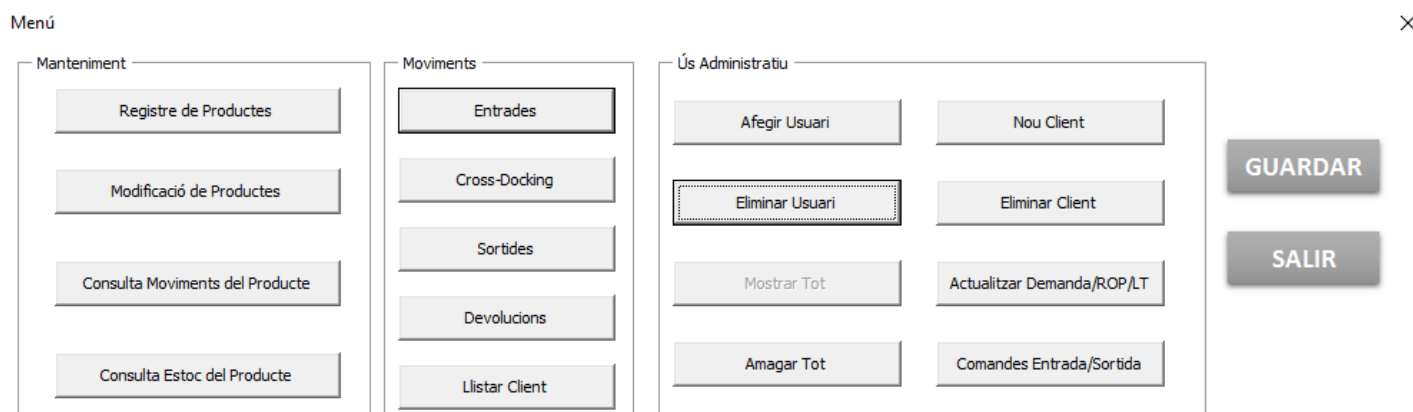 Menú
Manteniment
Registre de Productes
Modificació de Productes
Consulta Moviments del Producte
Consulta Estoc del Producte
Moviments
Entrades
Cross-Docking
Sortides
Devolucions
Llistar Client
Ús Administratiu
Afegir Usuari
Nou Client
Eliminar Usuari
Eliminar Client
Mostrar Tot
Actualitzar Demanda/ROP/LT
Amagar Tot
Comandes Entrada/Sortida
GUARDAR
SALIR